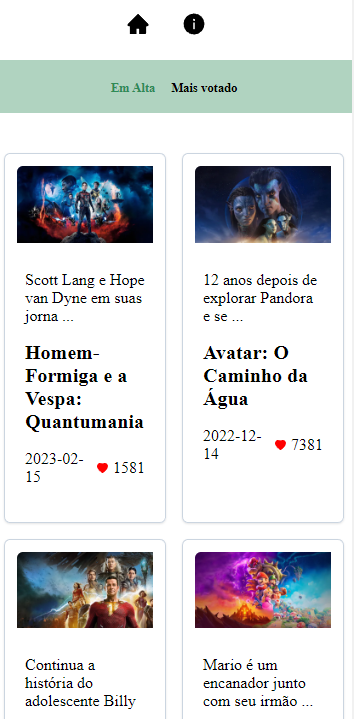 Em Alta Mais votado
Scott Lang e Hope
van Dyne em suas
jorna ...
Homem-
Formiga e a
Vespa:
Quantumania
2023-02-
15
1581
12 anos depois de
explorar Pandora
e se ...
Avatar: O
Caminho da
Água
2022-12-
14
7381
Continua a
história do
adolescente Billy
Mario é um
encanador junto
com seu irmão ...